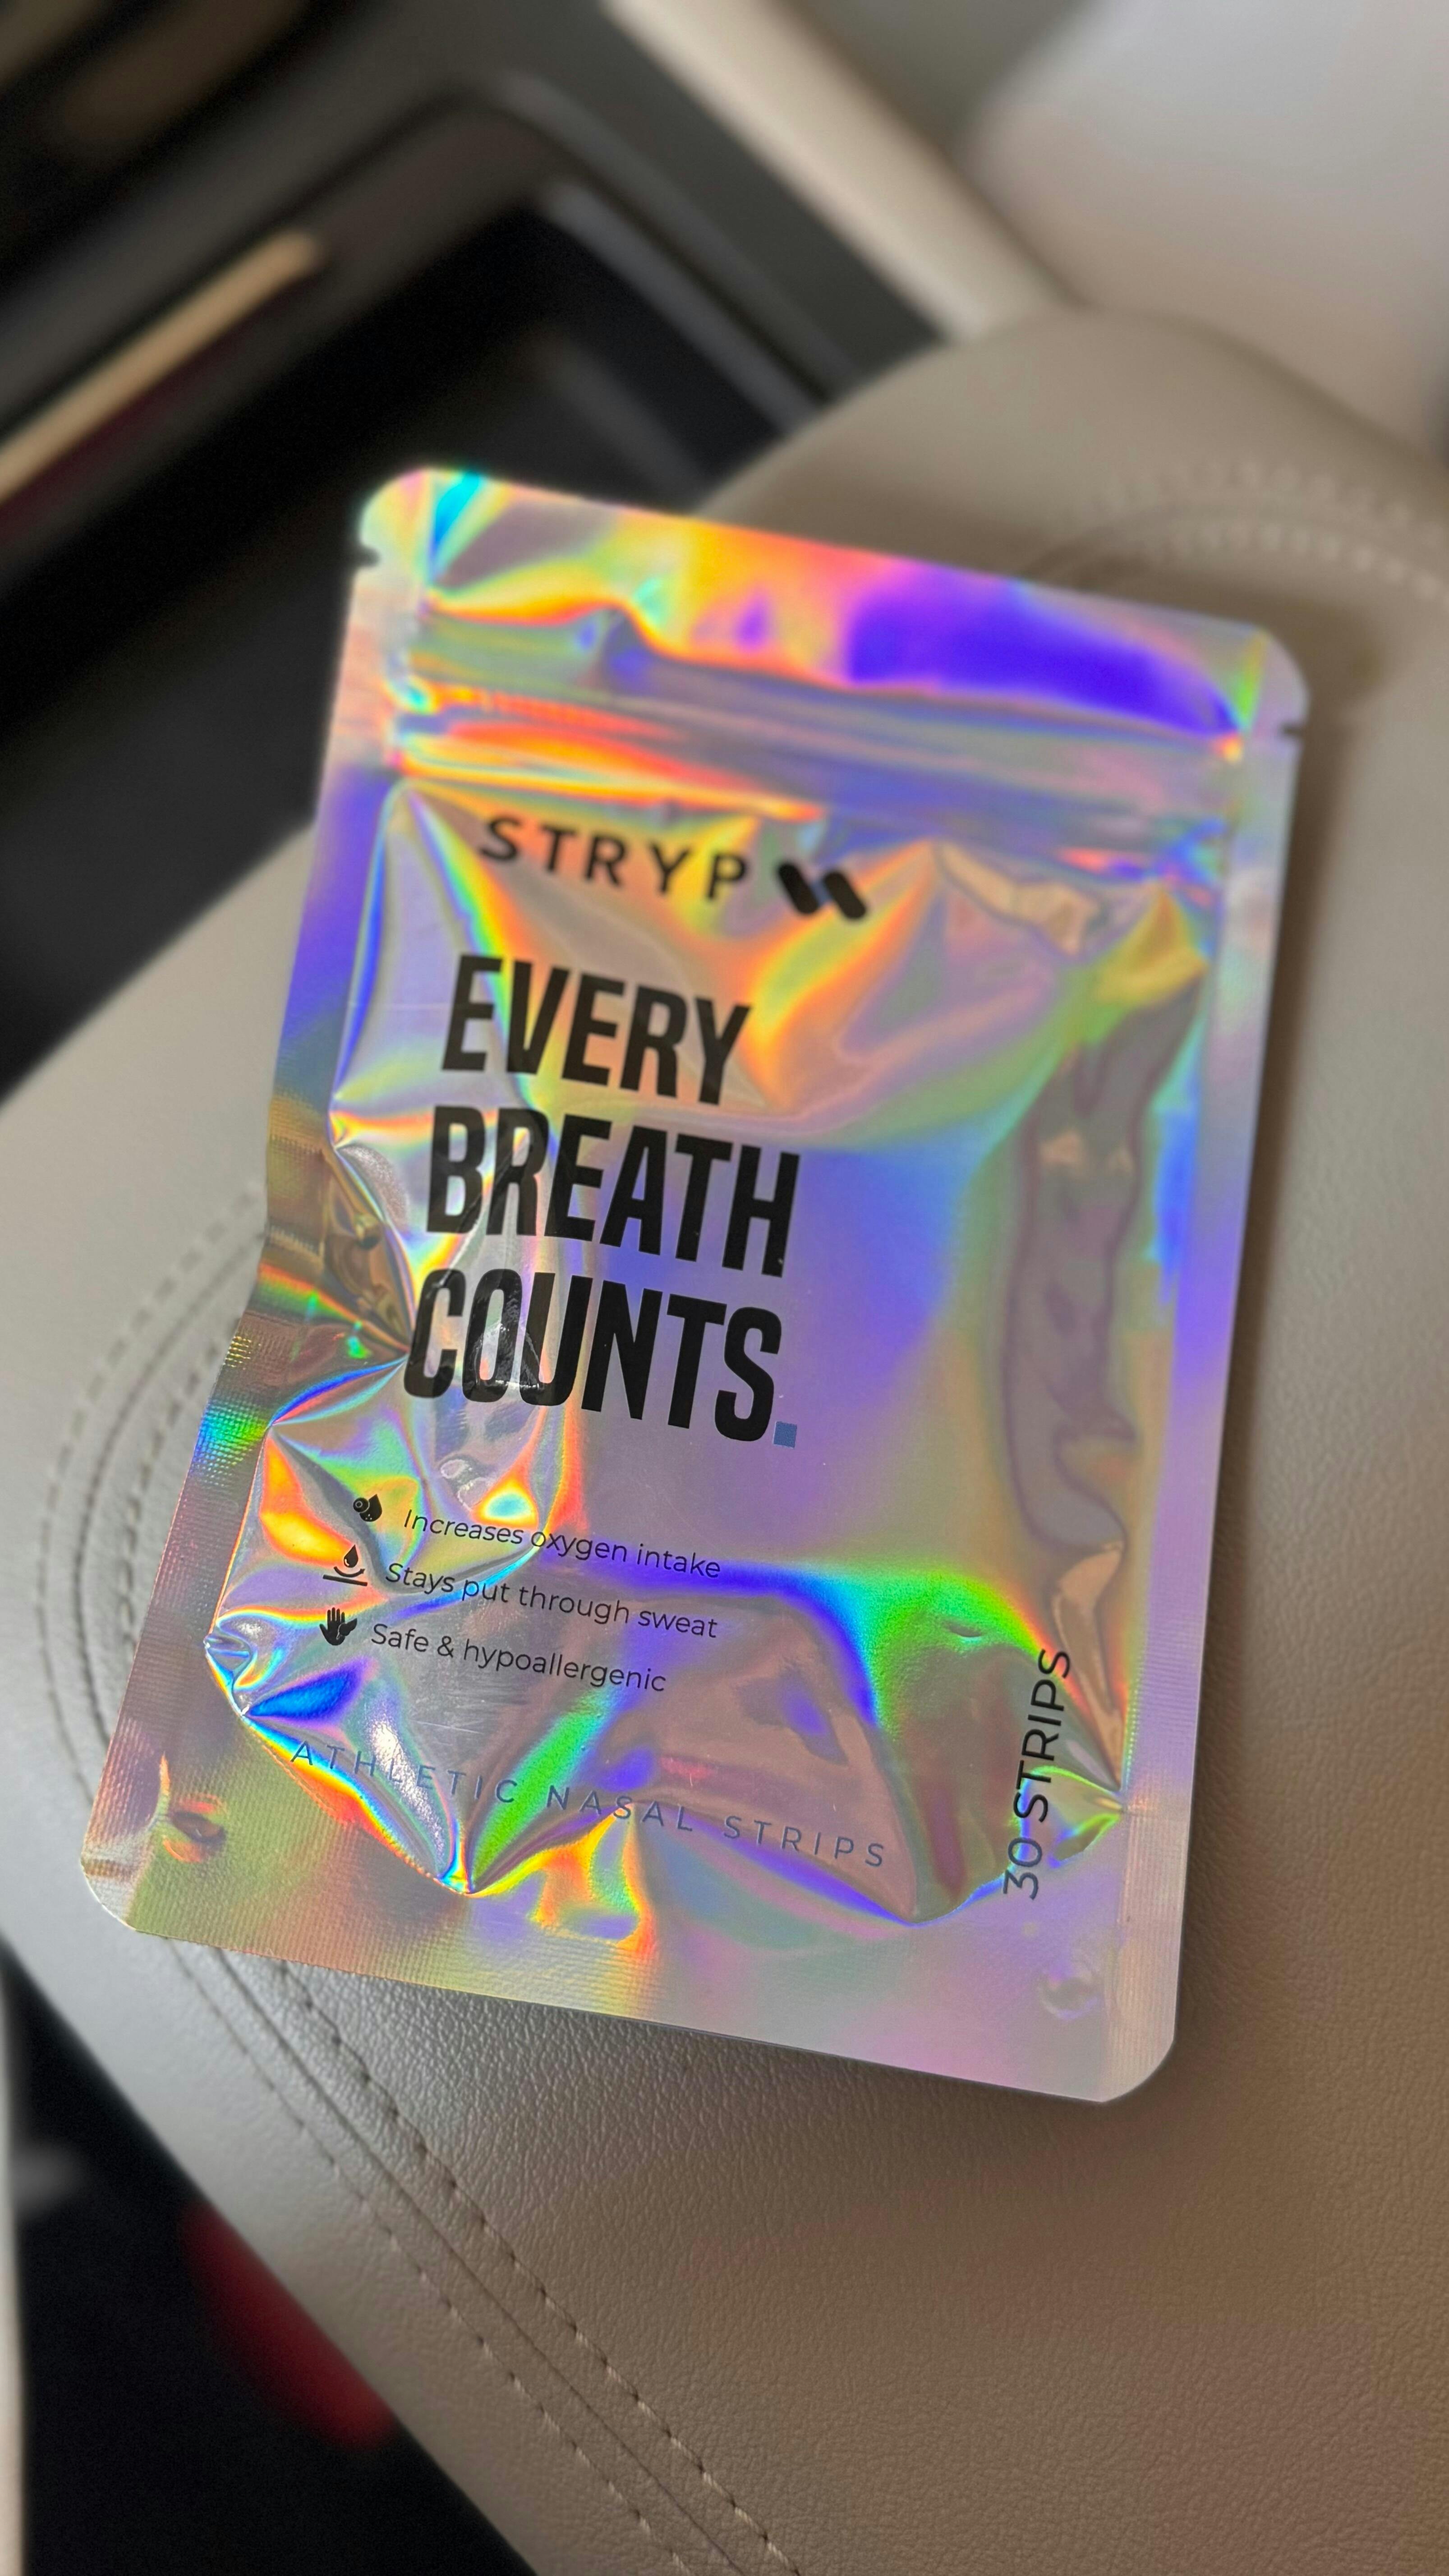 STRYP
EVERY
BREATH
COUNTS.
Increases oxygen intake
Stays put through sweat
Safe & hypoallergenic
ATHLETIC NASAL STRIPS
30 STRIPS